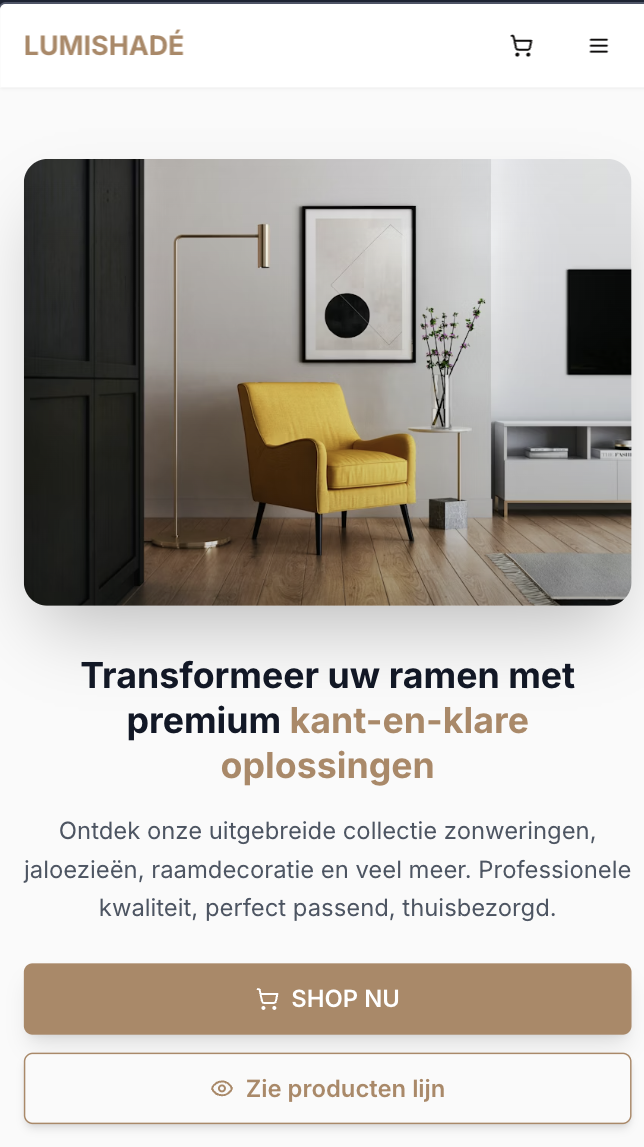 LUMISHADÉ
Transformeer uw ramen met
premium kant-en-klare
oplossingen
Ontdek onze uitgebreide collectie zonweringen,
jaloezieën, raamdecoratie en veel meer. Professionele
kwaliteit, perfect passend, thuisbezorgd.
SHOP NU
Zie producten lijn